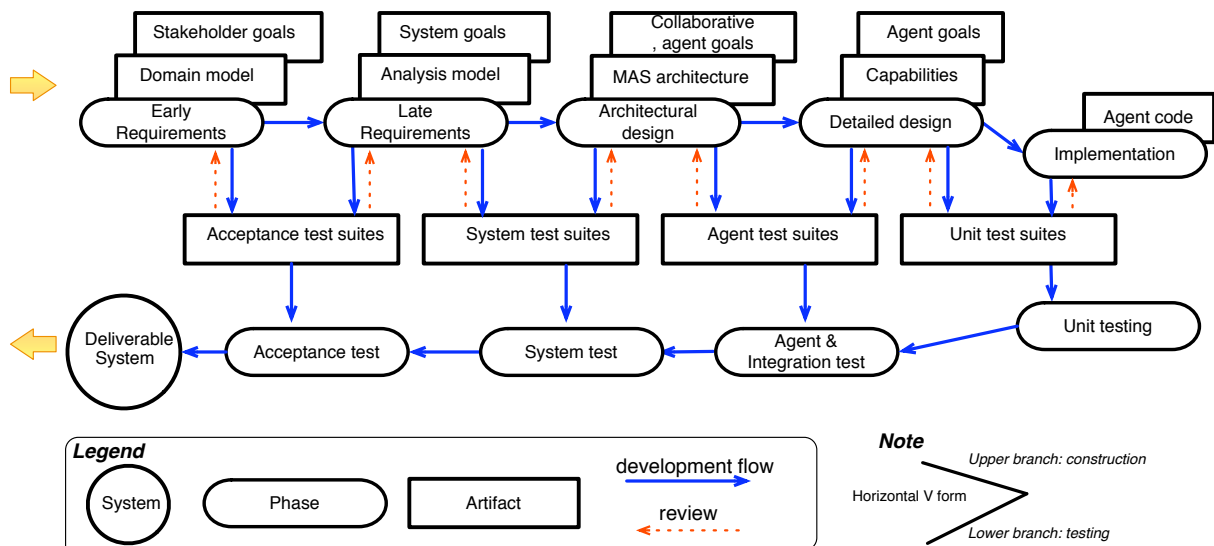 Stakeholder goals
Domain model
Early
Requirements
System goals
Analysis model
Late
Requirements
Collaborative
, agent goals
MAS architecture
Architectural
design
Agent goals
Capabilities
Detailed design
Agent code
Implementation
Acceptance test suites
System test suites
Agent test suites
Unit test suites
Deliverable
System
Acceptance test
System test
Agent &
Integration test
Unit testing
Legend
System
Phase
Artifact
development flow
review
Note
Upper branch: construction
Horizontal V form
Lower branch: testing